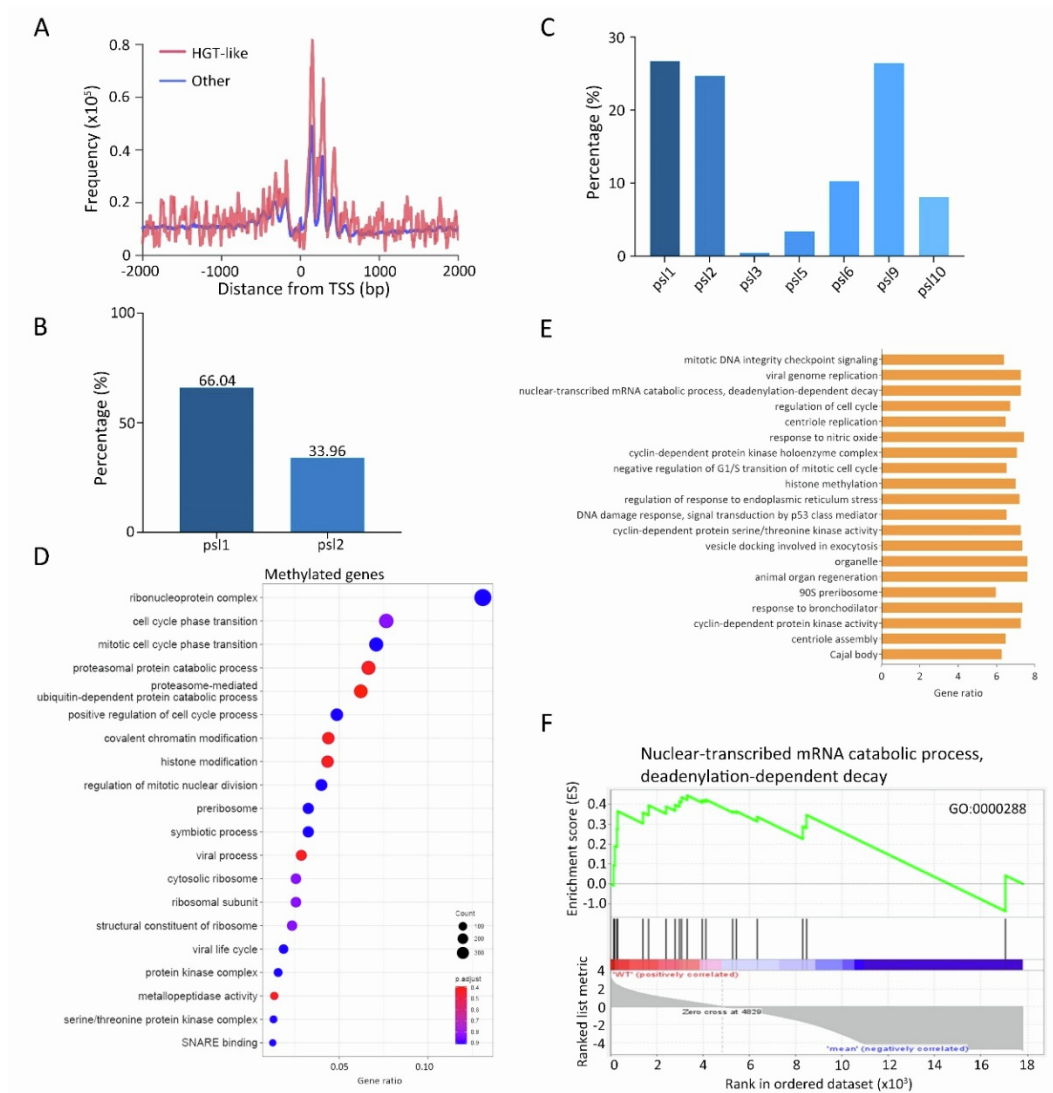 A
HGT-like
Other
Frequency (x10⁵)
0.8
0.6
0.4
0.2
0
-2000
-1000
0
1000
2000
Distance from TSS (bp)
B
Percentage (%)
100
50
0
66.04
33.96
psl1
psl2
C
Percentage (%)
30
20
10
0
psl1
psl2
psl3
psl5
psl6
psl9
psl10
D
Methylated genes
ribonucleoprotein complex
cell cycle phase transition
mitotic cell cycle phase transition
proteasomal protein catabolic process
proteasome-mediated
ubiquitin-dependent protein catabolic process
positive regulation of cell cycle process
covalent chromatin modification
histone modification
regulation of mitotic nuclear division
preribosome
symbiotic process
viral process
cytosolic ribosome
ribosomal subunit
structural constituent of ribosome
viral life cycle
protein kinase complex
metallopeptidase activity
serine/threonine protein kinase complex
SNARE binding
Count
100
200
300
p.adjust
0.4
0.5
0.6
0.7
0.8
0.9
0.05
0.10
Gene ratio
E
mitotic DNA integrity checkpoint signaling
viral genome replication
nuclear-transcribed mRNA catabolic process, deadenylation-dependent decay
regulation of cell cycle
centriole replication
response to nitric oxide
cyclin-dependent protein kinase holoenzyme complex
negative regulation of G1/S transition of mitotic cell cycle
histone methylation
regulation of response to endoplasmic reticulum stress
DNA damage response, signal transduction by p53 class mediator
cyclin-dependent protein serine/threonine kinase activity
vesicle docking involved in exocytosis
organelle
animal organ regeneration
90S preribosome
response to bronchodilator
cyclin-dependent protein kinase activity
centriole assembly
Cajal body
0
2
4
6
8
Gene ratio
F
Nuclear-transcribed mRNA catabolic process,
deadenylation-dependent decay
GO:0000288
Enrichment score (ES)
0.4
0.3
0.2
0.1
0.0
-1.0
'WT' (positively correlated)
Zero cross at 4829
'mean' (negatively correlated)
Ranked list metric
4
2
0
-2
-4
0
2
4
6
8
10
12
14
16
18
Rank in ordered dataset (x10³)